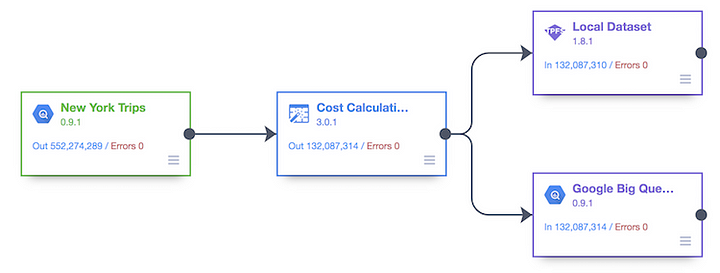 New York Trips
0.9.1
Out 552,274,289 / Errors 0
Cost Calculati...
3.0.1
Out 132,087,314 / Errors 0
Local Dataset
1.8.1
In 132,087,310 / Errors 0
Google Big Que...
0.9.1
In 132,087,314 / Errors 0